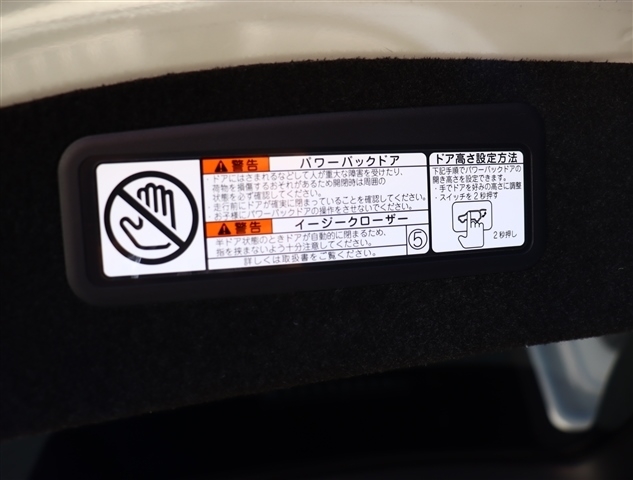 警告 パワーバックドア
・ドアにはさまれるなどして人が重大な障害を受けたり、
荷物を損傷するおそれがあるため開閉時は周囲の
状態を必ず確認してください。
・走行前にドアが確実に閉まっていることを確認してください。
・お子様にパワーバックドアの操作をさせないでください。
警告 イージークローザー
半ドア状態のときドアが自動的に閉まるため、
指を挟まないよう十分注意してください。
⑤
詳しくは取扱書をご覧ください。
ドア高さ設定方法
下記手順でパワーバックドアの
開き高さを設定できます。
・手でドアを好みの高さに調整
・スイッチを2秒押す
2秒押し